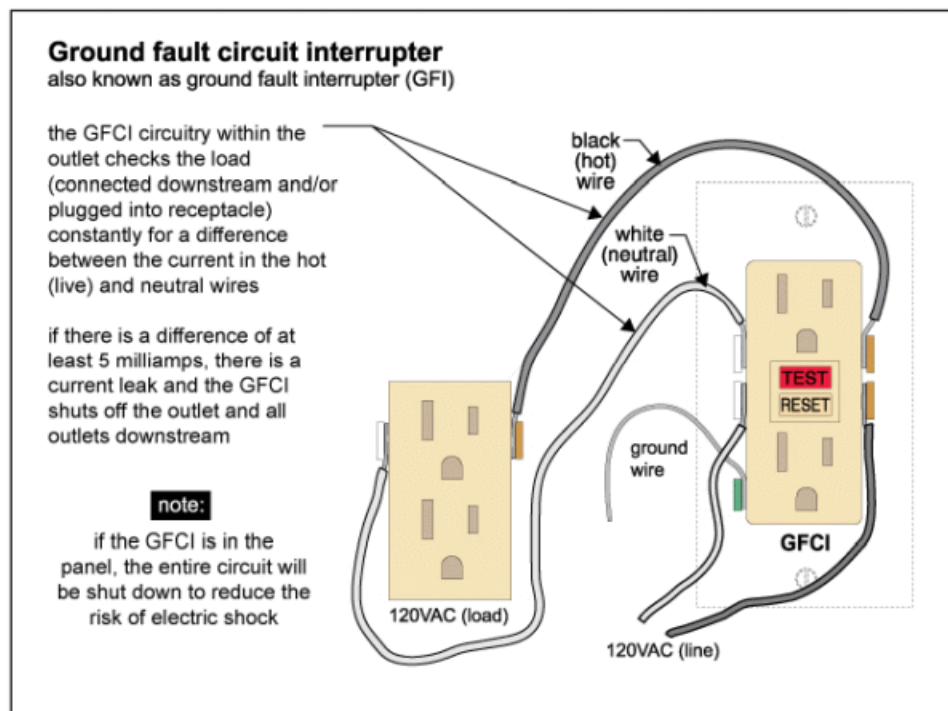 Ground fault circuit interrupter
also known as ground fault interrupter (GFI)
the GFCI circuitry within the
outlet checks the load
(connected downstream and/or
plugged into receptacle)
constantly for a difference
between the current in the hot
(live) and neutral wires
if there is a difference of at
least 5 milliamps, there is a
current leak and the GFCI
shuts off the outlet and all
outlets downstream
note:
if the GFCI is in the
panel, the entire circuit will
be shut down to reduce the
risk of electric shock
black
(hot)
wire
white
(neutral)
wire
TEST
RESET
ground
wire
GFCI
120VAC (load)
120VAC (line)